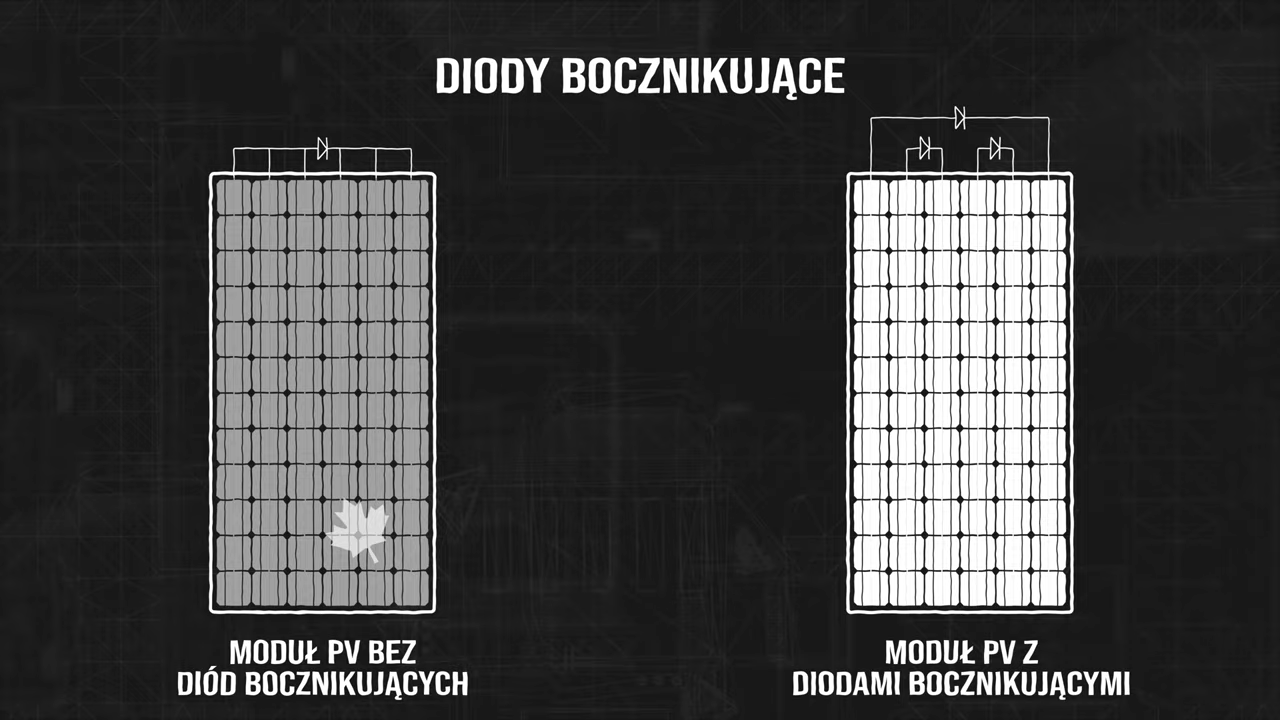 DIODY BOCZNIKUJĄCE
MODUŁ PV BEZ
DIÓD BOCZNIKUJĄCYCH
MODUŁ PV Z
DIODAMI BOCZNIKUJĄCYMI